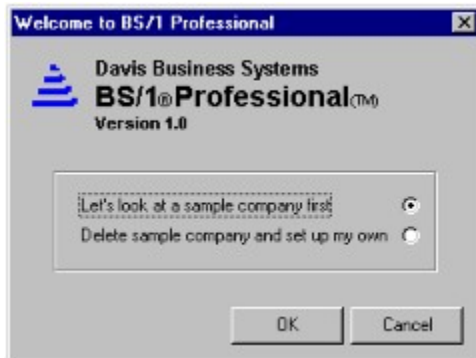 Welcome to BS/1 Professional
Davis Business Systems
BS/1® Professional(TM)
Version 1.0
Let's look at a sample company first
Delete sample company and set up my own
OK
Cancel